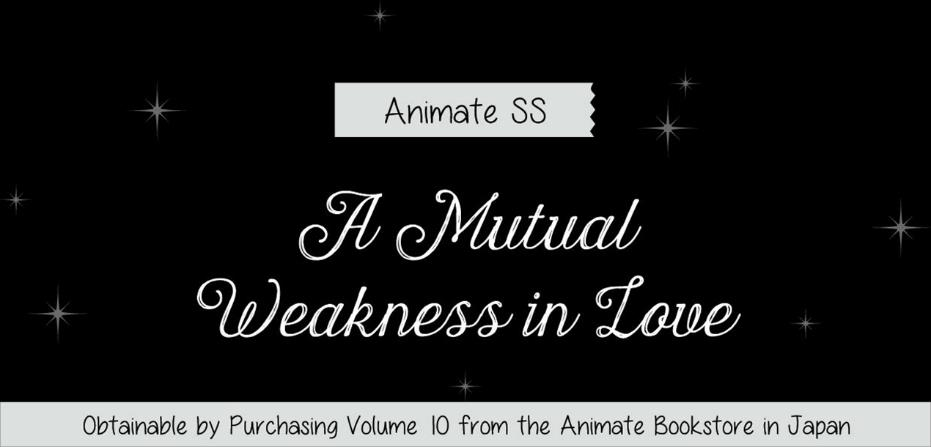 Animate SS
A Mutual
Weakness in Love
Obtainable by Purchasing Volume 10 from the Animate Bookstore in Japan